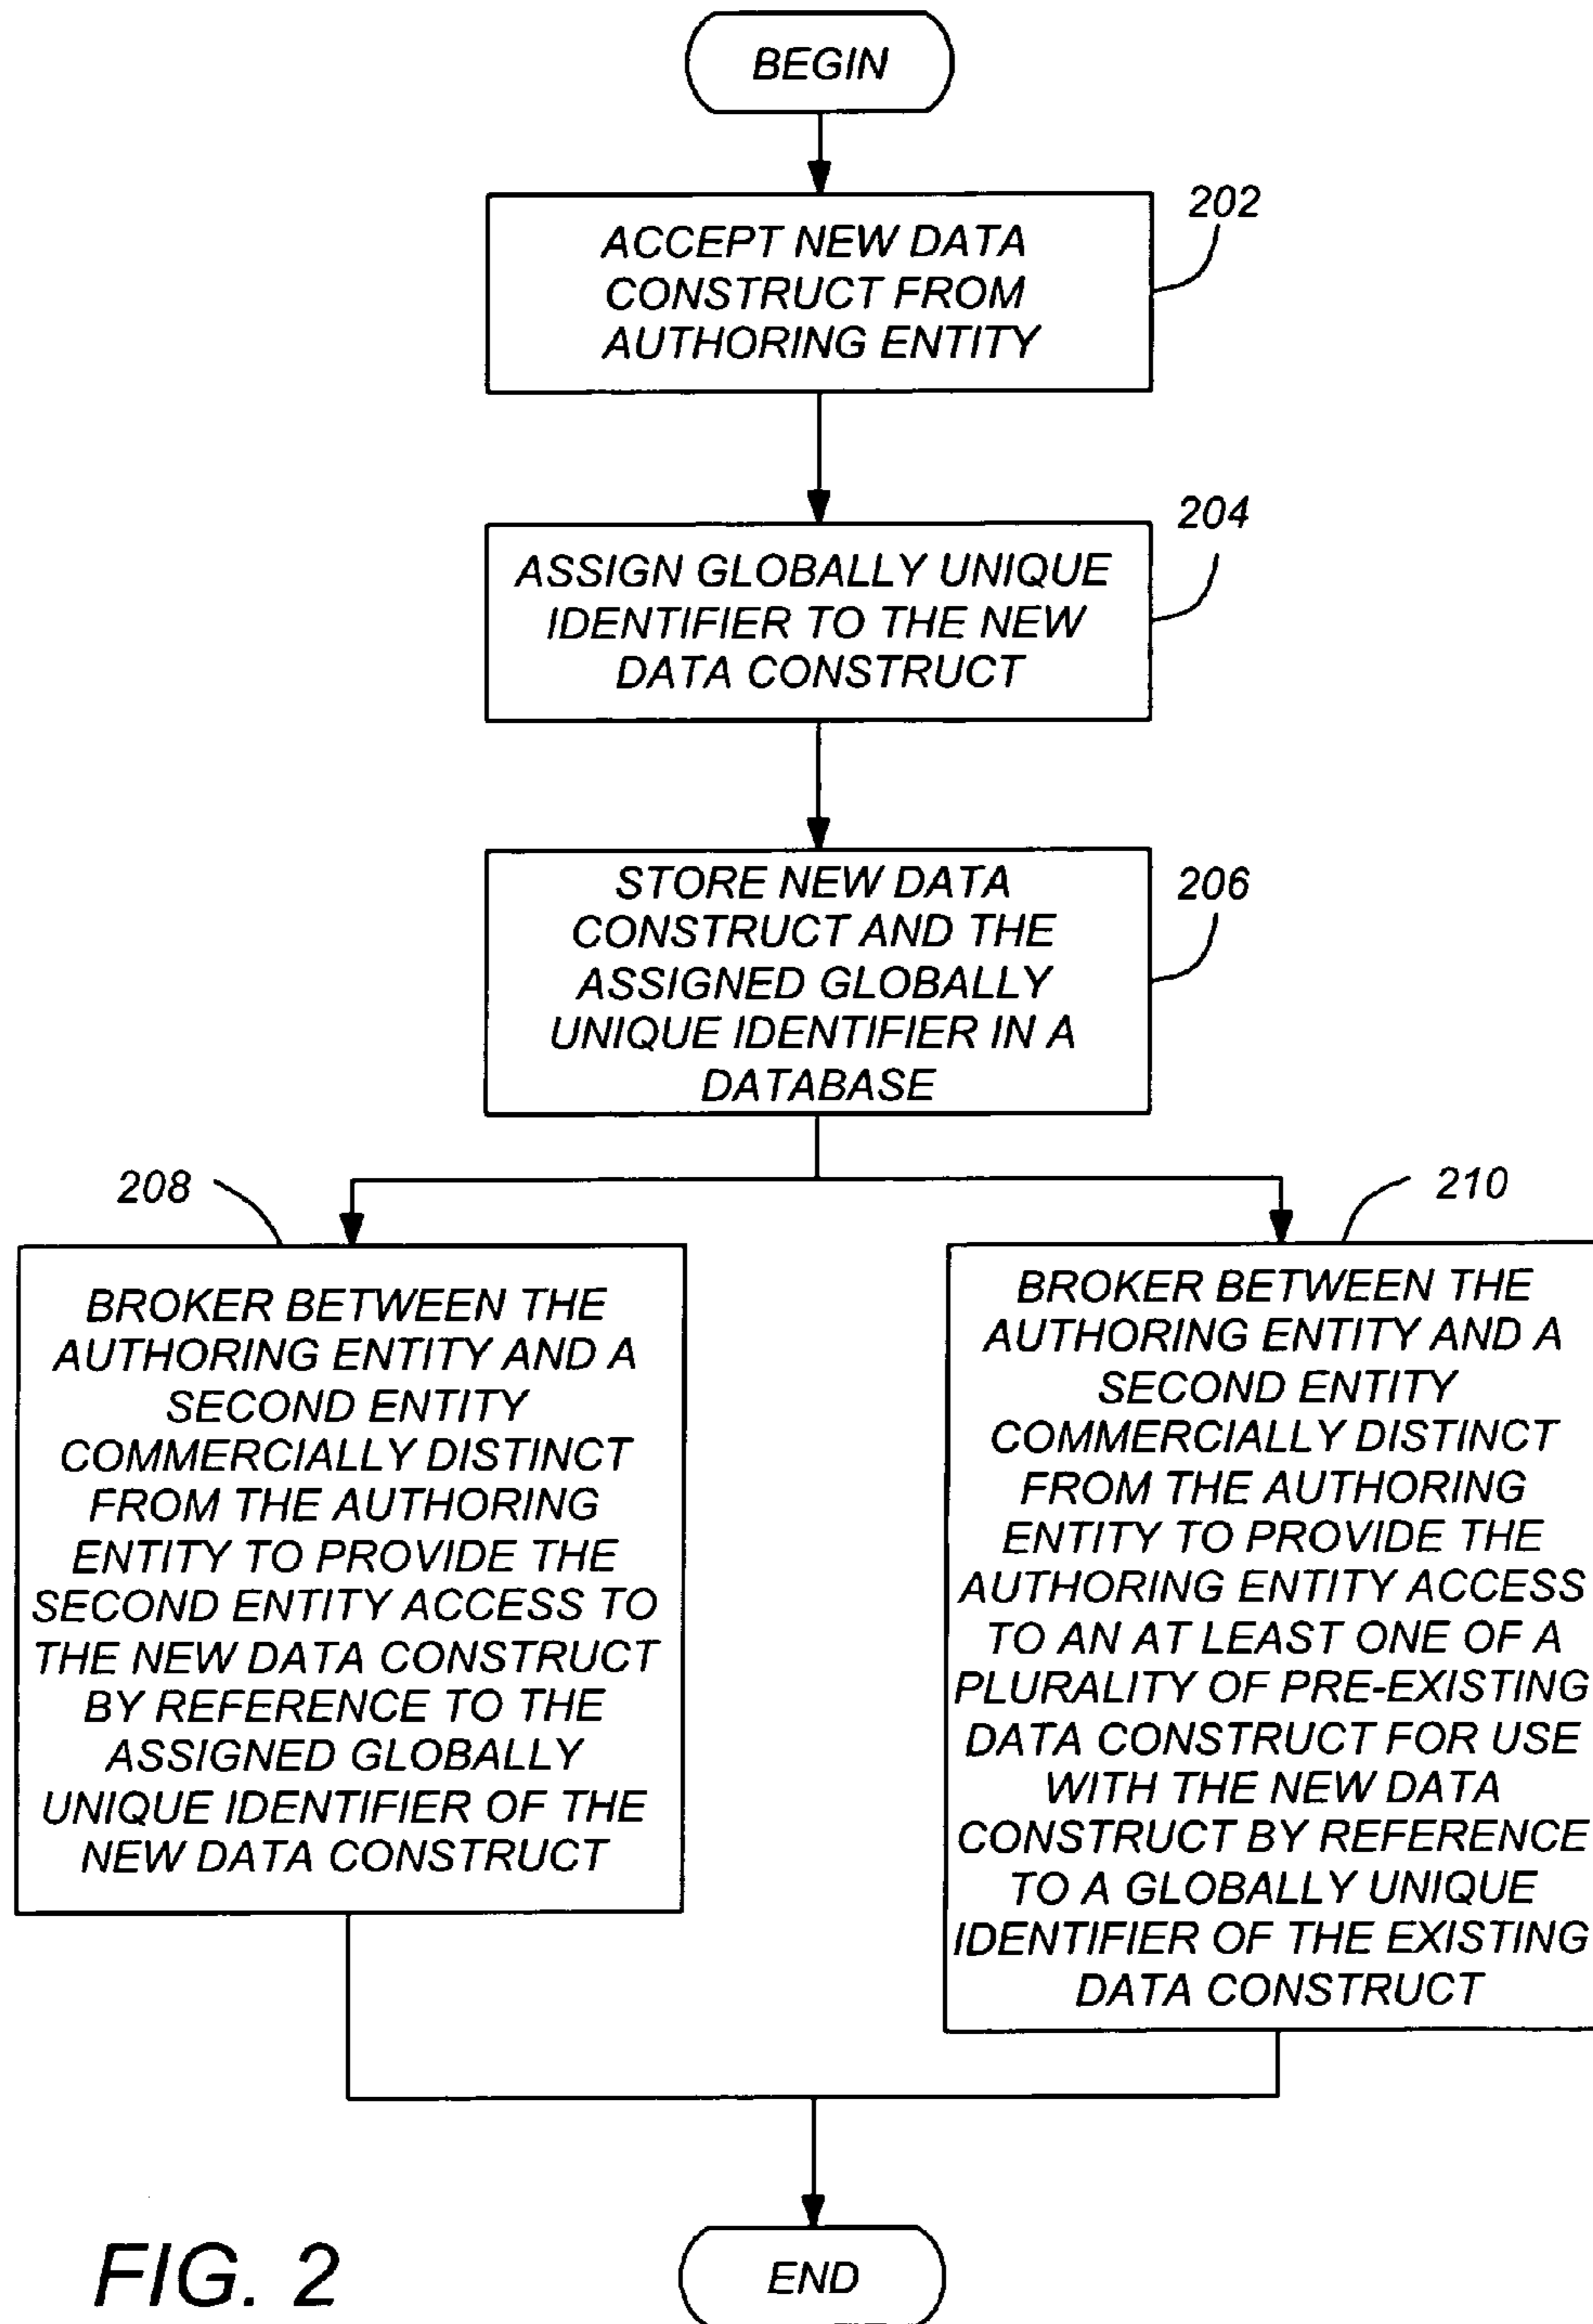 BEGIN
202
ACCEPT NEW DATA
CONSTRUCT FROM
AUTHORING ENTITY
204
ASSIGN GLOBALLY UNIQUE
IDENTIFIER TO THE NEW
DATA CONSTRUCT
206
STORE NEW DATA
CONSTRUCT AND THE
ASSIGNED GLOBALLY
UNIQUE IDENTIFIER IN A
DATABASE
208
BROKER BETWEEN THE
AUTHORING ENTITY AND A
SECOND ENTITY
COMMERCIALLY DISTINCT
FROM THE AUTHORING
ENTITY TO PROVIDE THE
SECOND ENTITY ACCESS TO
THE NEW DATA CONSTRUCT
BY REFERENCE TO THE
ASSIGNED GLOBALLY
UNIQUE IDENTIFIER OF THE
NEW DATA CONSTRUCT
210
BROKER BETWEEN THE
AUTHORING ENTITY AND A
SECOND ENTITY
COMMERCIALLY DISTINCT
FROM THE AUTHORING
ENTITY TO PROVIDE THE
AUTHORING ENTITY ACCESS
TO AN AT LEAST ONE OF A
PLURALITY OF PRE-EXISTING
DATA CONSTRUCT FOR USE
WITH THE NEW DATA
CONSTRUCT BY REFERENCE
TO A GLOBALLY UNIQUE
IDENTIFIER OF THE EXISTING
DATA CONSTRUCT
END
FIG. 2